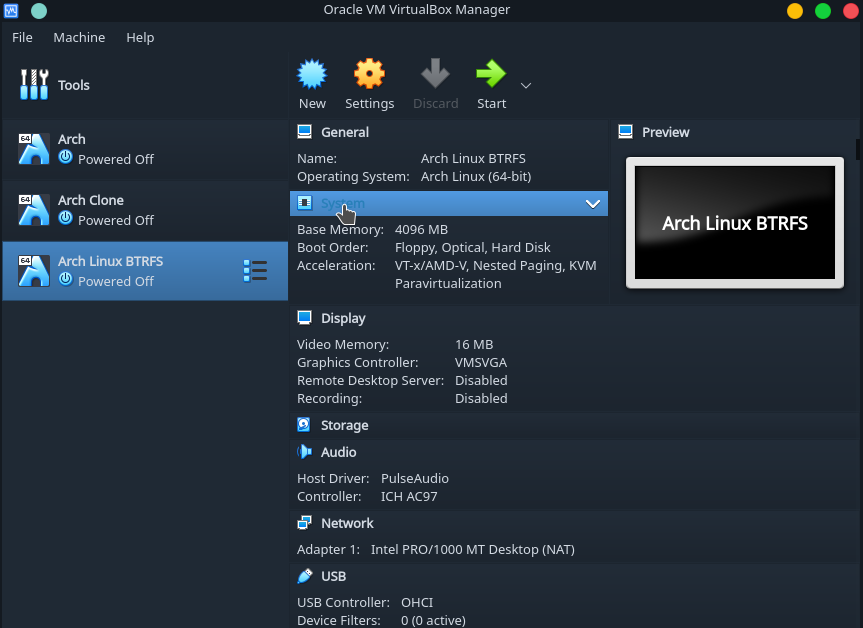 Oracle VM VirtualBox Manager
File Machine Help
Tools
New Settings Discard Start
64
Arch
Powered Off
64
Arch Clone
Powered Off
64
Arch Linux BTRFS
Powered Off
General
Name: Arch Linux BTRFS
Operating System: Arch Linux (64-bit)
System
Base Memory: 4096 MB
Boot Order: Floppy, Optical, Hard Disk
Acceleration: VT-x/AMD-V, Nested Paging, KVM
Paravirtualization
Preview
Arch Linux BTRFS
Display
Video Memory: 16 MB
Graphics Controller: VMSVGA
Remote Desktop Server: Disabled
Recording: Disabled
Storage
Audio
Host Driver: PulseAudio
Controller: ICH AC97
Network
Adapter 1: Intel PRO/1000 MT Desktop (NAT)
USB
USB Controller: OHCI
Device Filters: 0 (0 active)